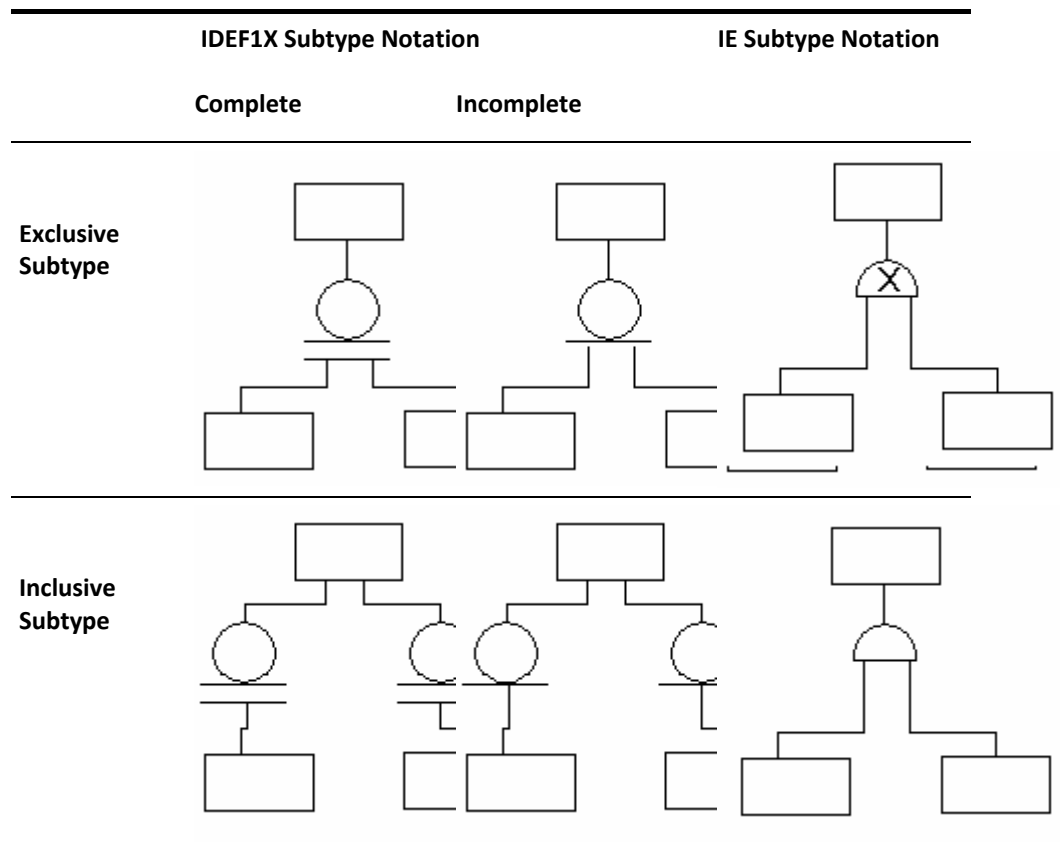 IDEF1X Subtype Notation IE Subtype Notation
Complete Incomplete
Exclusive
Subtype
X
Inclusive
Subtype